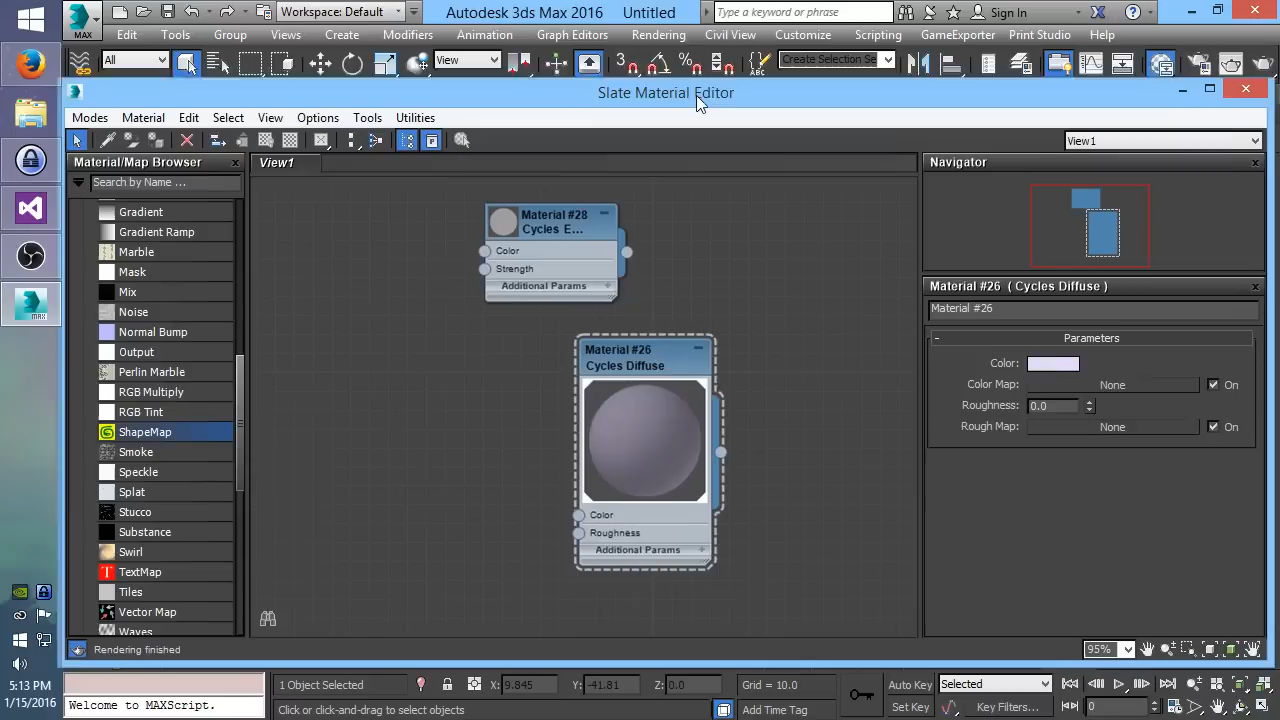 MAX
Workspace: Default
Autodesk 3ds Max 2016 Untitled
Type a keyword or phrase
Sign In
Edit Tools Group Views Create Modifiers Animation Graph Editors Rendering Civil View Customize Scripting GameExporter Print Studio Help
All
View
Create Selection Se
Slate Material Editor
Modes Material Edit Select View Options Tools Utilities
View1
Material/Map Browser
Search by Name ...
Gradient
Gradient Ramp
Marble
Mask
Mix
Noise
Normal Bump
Output
Perlin Marble
RGB Multiply
RGB Tint
ShapeMap
Smoke
Speckle
Splat
Stucco
Substance
Swirl
TextMap
Tiles
Vector Map
Waves
View1
Material #28
Cycles E...
Color
Strength
Additional Params
Material #26
Cycles Diffuse
Color
Roughness
Additional Params
Navigator
Material #26 ( Cycles Diffuse )
Material #26
Parameters
Color:
Color Map: None On
Roughness: 0.0
Rough Map: None On
Rendering finished
95%
5:13 PM
1/15/2016
Welcome to MAXScript.
1 Object Selected
X: 9.845 Y: -41.81 Z: 0.0
Grid = 10.0
Auto Key Selected
Click or click-and-drag to select objects
Add Time Tag
Set Key Key Filters... 0